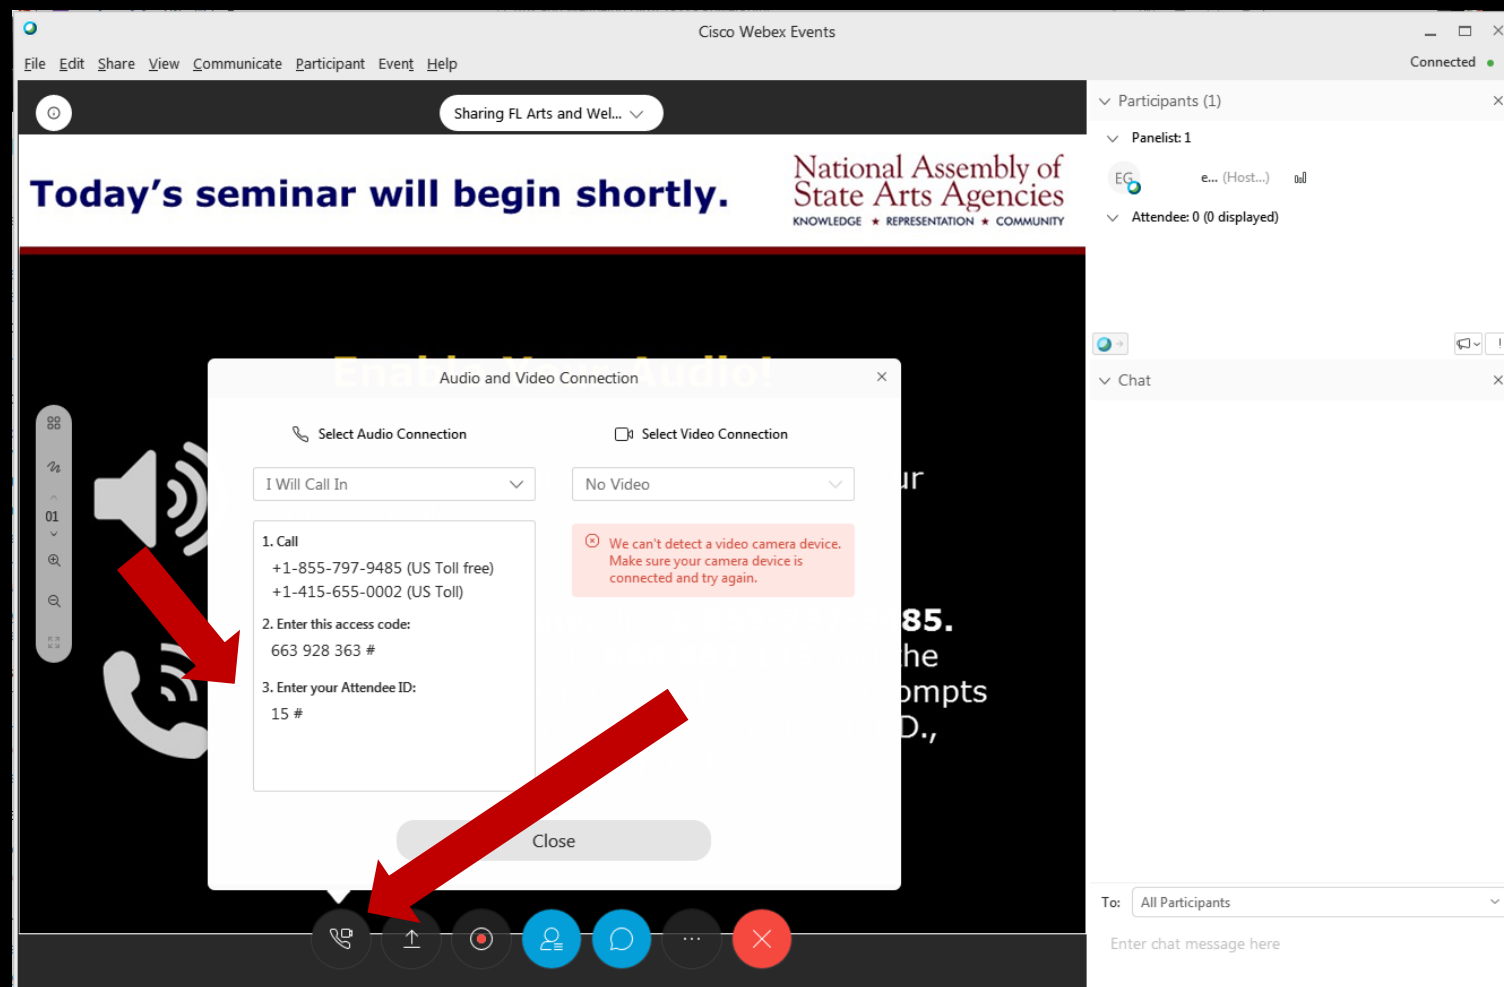 Cisco Webex Events
File Edit Share View Communicate Participant Event Help
Connected
Sharing FL Arts and Wel...
Today's seminar will begin shortly.
National Assembly of
State Arts Agencies
KNOWLEDGE ★ REPRESENTATION ★ COMMUNITY
Enable Your Audio!
Audio and Video Connection
Select Audio Connection
Select Video Connection
I Will Call In
No Video
1. Call
+1-855-797-9485 (US Toll free)
+1-415-655-0002 (US Toll)
2. Enter this access code:
663 928 363 #
3. Enter your Attendee ID:
15 #
We can't detect a video camera device.
Make sure your camera device is
connected and try again.
Close
01
ur
85.
he
ompts
D.,
Participants (1)
Panelist: 1
EG
e... (Host...)
Attendee: 0 (0 displayed)
Chat
To: All Participants
Enter chat message here